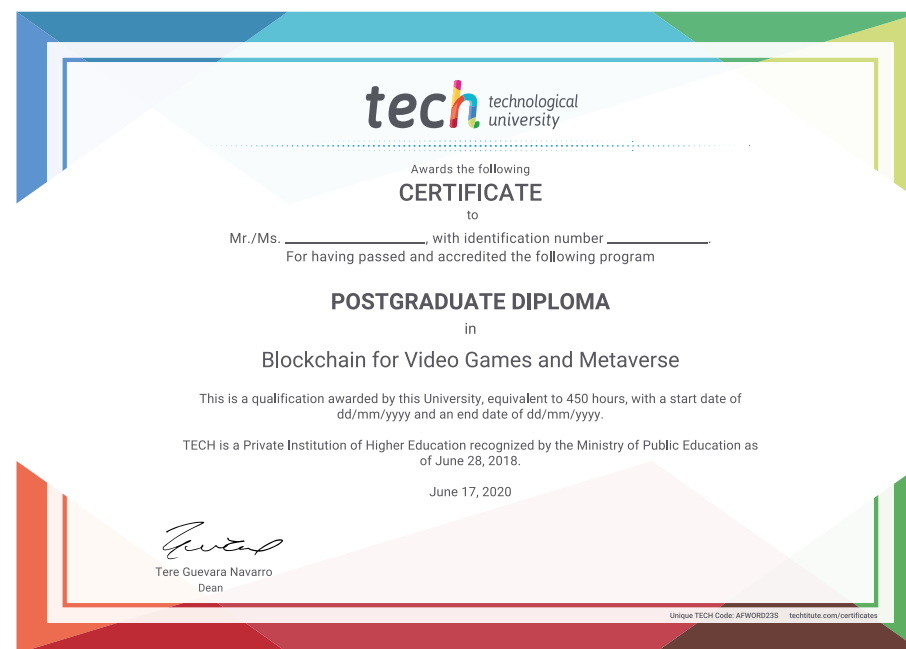 tech technological
university
Awards the following
CERTIFICATE
to
Mr./Ms. ____________________, with identification number ______________.
For having passed and accredited the following program
POSTGRADUATE DIPLOMA
in
Blockchain for Video Games and Metaverse
This is a qualification awarded by this University, equivalent to 450 hours, with a start date of
dd/mm/yyyy and an end date of dd/mm/yyyy.
TECH is a Private Institution of Higher Education recognized by the Ministry of Public Education as
of June 28, 2018.
June 17, 2020
Tere Guevara Navarro
Dean
Unique TECH Code: AFWORD23S techtitute.com/certificates